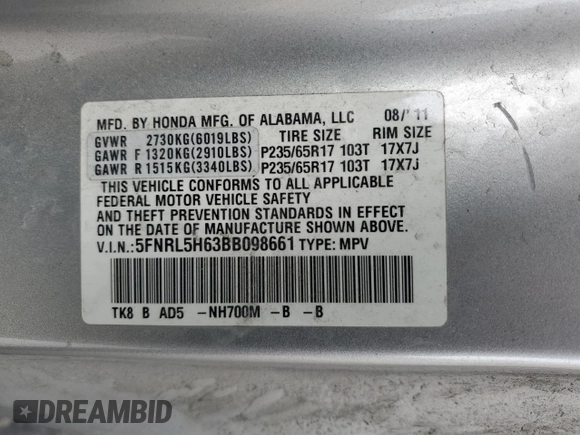 MFD. BY HONDA MFG. OF ALABAMA, LLC 08/'11
GVWR 2730KG(6019LBS) TIRE SIZE RIM SIZE
GAWR F 1320KG(2910LBS) P235/65R17 103T 17X7J
GAWR R 1515KG(3340LBS) P235/65R17 103T 17X7J
THIS VEHICLE CONFORMS TO ALL APPLICABLE
FEDERAL MOTOR VEHICLE SAFETY
AND THEFT PREVENTION STANDARDS IN EFFECT
ON THE DATE OF MANUFACTURE SHOWN ABOVE.
V.I.N.: 5FNRL5H63BB098661 TYPE: MPV
TK8 B AD5 -NH700M -B -B
DREAMBID